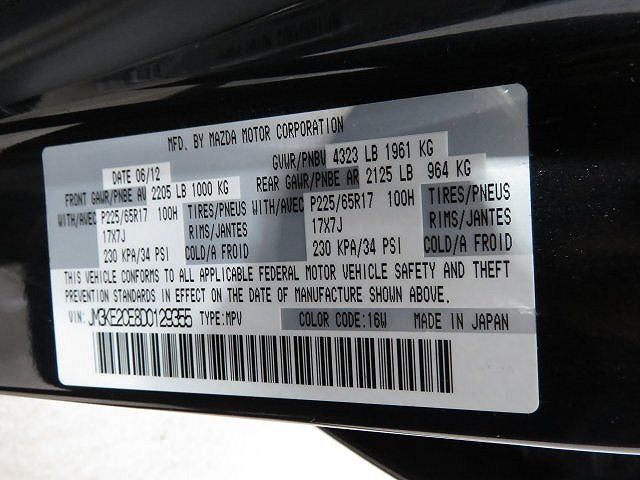 MFD. BY MAZDA MOTOR CORPORATION
DATE 06/12 GVWR/PNBV 4323 LB 1961 KG
FRONT GAWR/PNBE AV 2205 LB 1000 KG REAR GAWR/PNBE AR 2125 LB 964 KG
WITH/AVEC P225/65R17 100H TIRES/PNEUS WITH/AVEC P225/65R17 100H TIRES/PNEUS
17X7J RIMS/JANTES 17X7J RIMS/JANTES
230 KPA/34 PSI COLD/A FROID 230 KPA/34 PSI COLD/A FROID
THIS VEHICLE CONFORMS TO ALL APPLICABLE FEDERAL MOTOR VEHICLE SAFETY AND THEFT
PREVENTION STANDARDS IN EFFECT ON THE DATE OF MANUFACTURE SHOWN ABOVE.
VIN: JM3KE2CE8D0129355 TYPE:MPV COLOR CODE:16W MADE IN JAPAN